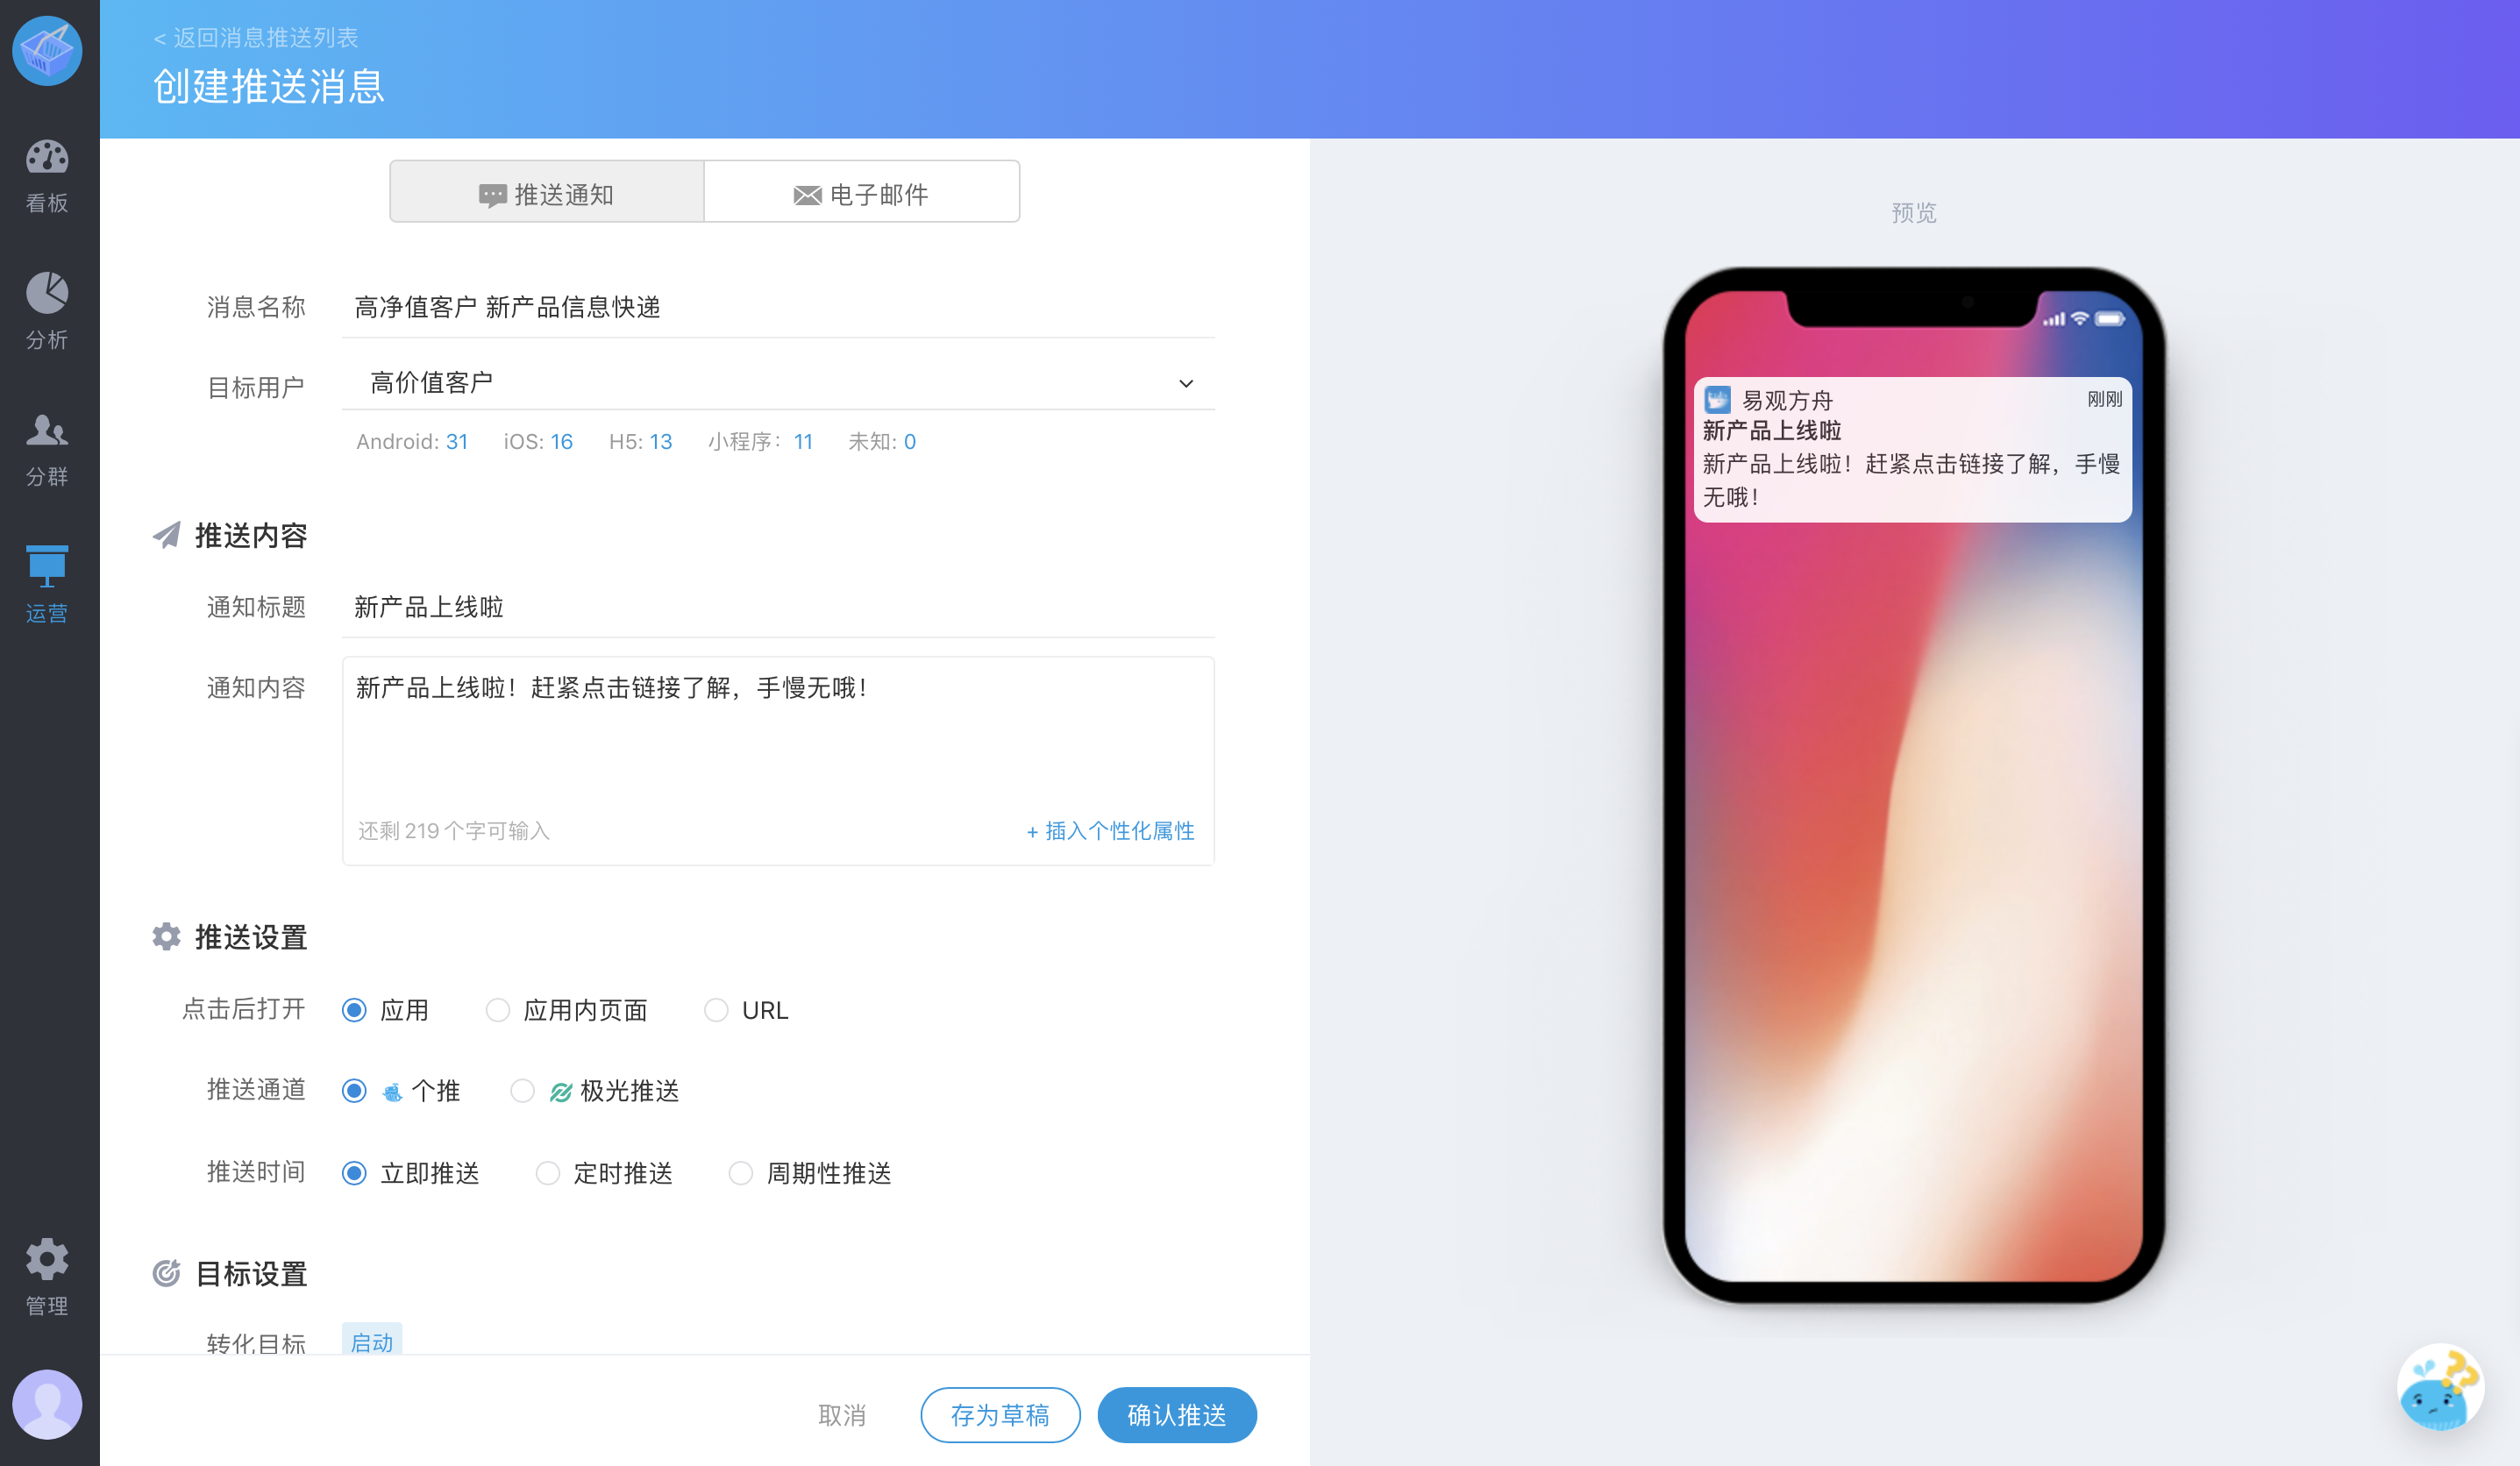 < 返回消息推送列表
创建推送消息
看板
分析
分群
运营
管理
推送通知
电子邮件
消息名称
高净值客户 新产品信息快递
目标用户
高价值客户
Android: 31 iOS: 16 H5: 13 小程序: 11 未知: 0
推送内容
通知标题
新产品上线啦
通知内容
新产品上线啦！赶紧点击链接了解，手慢无哦！
还剩 219 个字可输入
+ 插入个性化属性
推送设置
点击后打开
应用 应用内页面 URL
推送通道
个推 极光推送
推送时间
立即推送 定时推送 周期性推送
目标设置
转化目标
启动
取消
存为草稿
确认推送
预览
易观方舟 刚刚
新产品上线啦
新产品上线啦！赶紧点击链接了解，手慢
无哦！